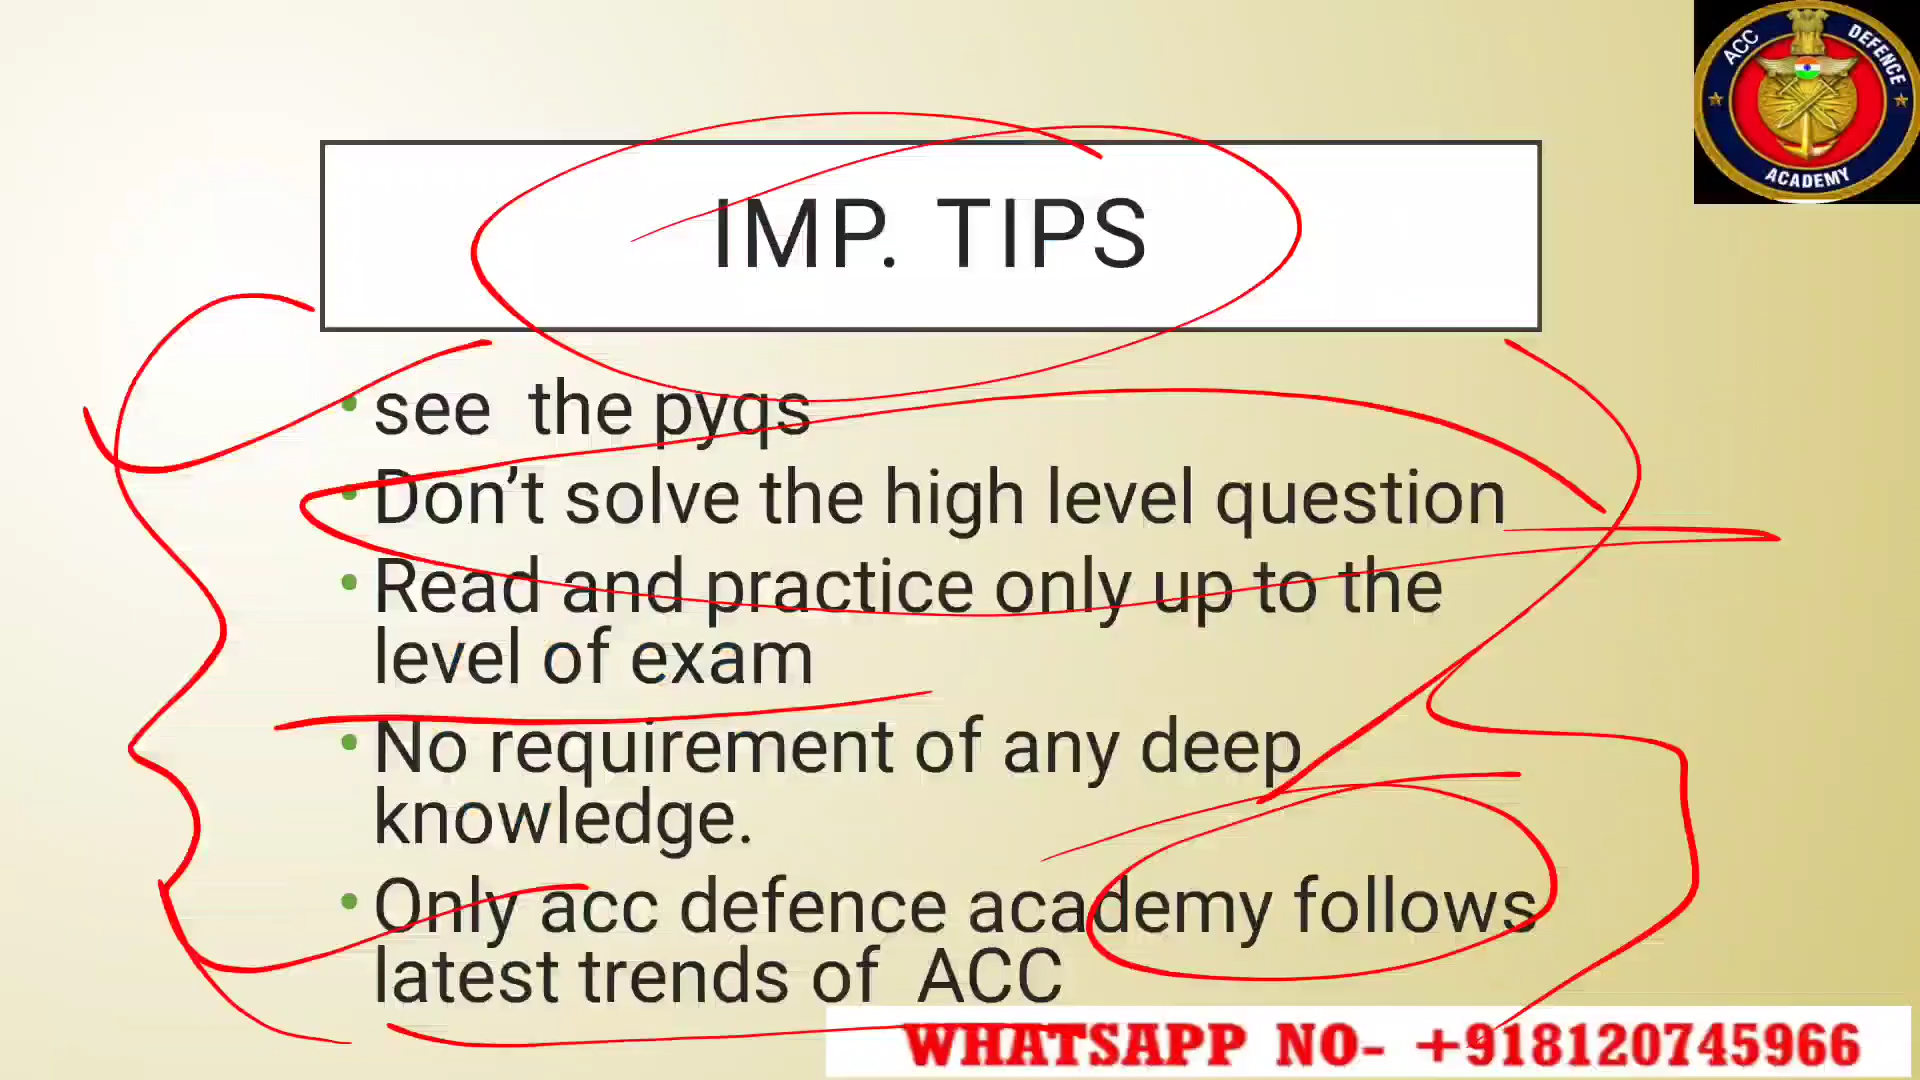 ACC DEFENCE
ACADEMY
IMP. TIPS
• see the pyqs
• Don’t solve the high level question
• Read and practice only up to the
level of exam
• No requirement of any deep
knowledge.
• Only acc defence academy follows
latest trends of ACC
WHATSAPP NO- +918120745966